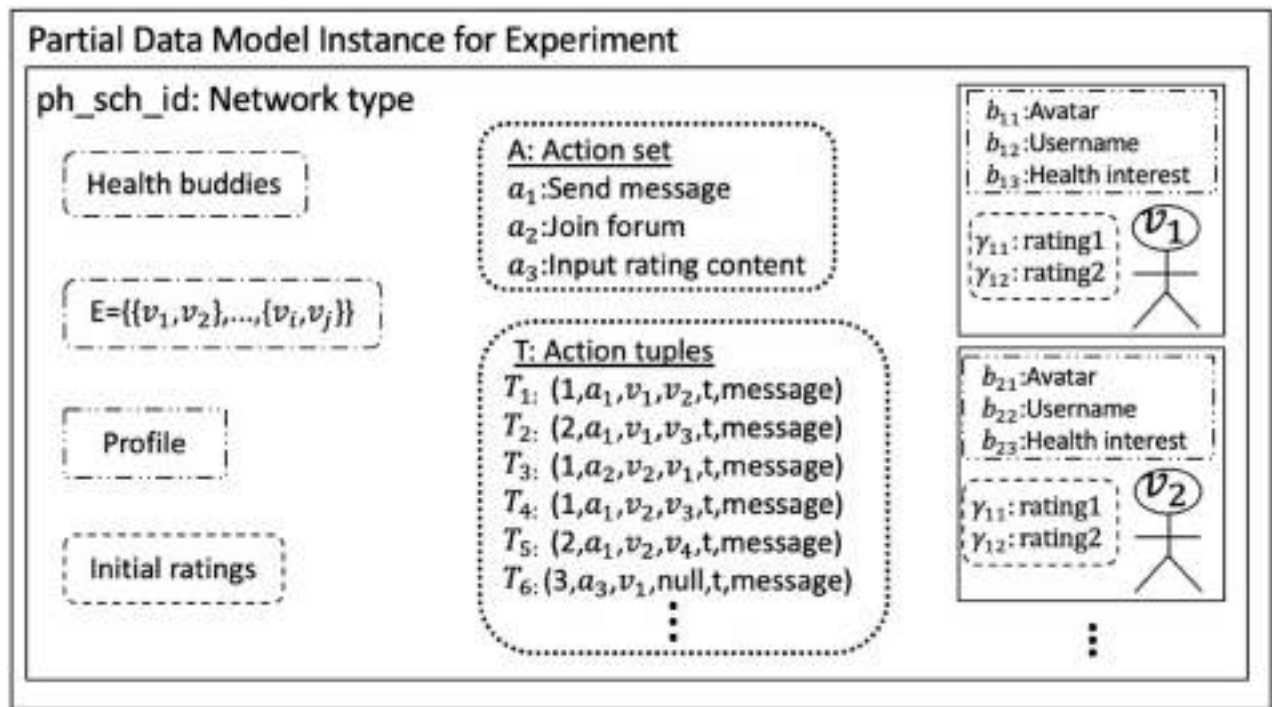 Partial Data Model Instance for Experiment
ph_sch_id: Network type
Health buddies
E={{v₁,v₂},...,{vᵢ,vⱼ}}
Profile
Initial ratings
A: Action set
a₁:Send message
a₂:Join forum
a₃:Input rating content
T: Action tuples
T₁: (1,a₁,v₁,v₂,t,message)
T₂: (2,a₁,v₁,v₃,t,message)
T₃: (1,a₂,v₂,v₁,t,message)
T₄: (1,a₁,v₂,v₃,t,message)
T₅: (2,a₁,v₂,v₄,t,message)
T₆: (3,a₃,v₁,null,t,message)
b₁₁:Avatar
b₁₂:Username
b₁₃:Health interest
γ₁₁: rating1
γ₁₂: rating2
v₁
b₂₁:Avatar
b₂₂:Username
b₂₃:Health interest
γ₁₁: rating1
γ₁₂: rating2
v₂